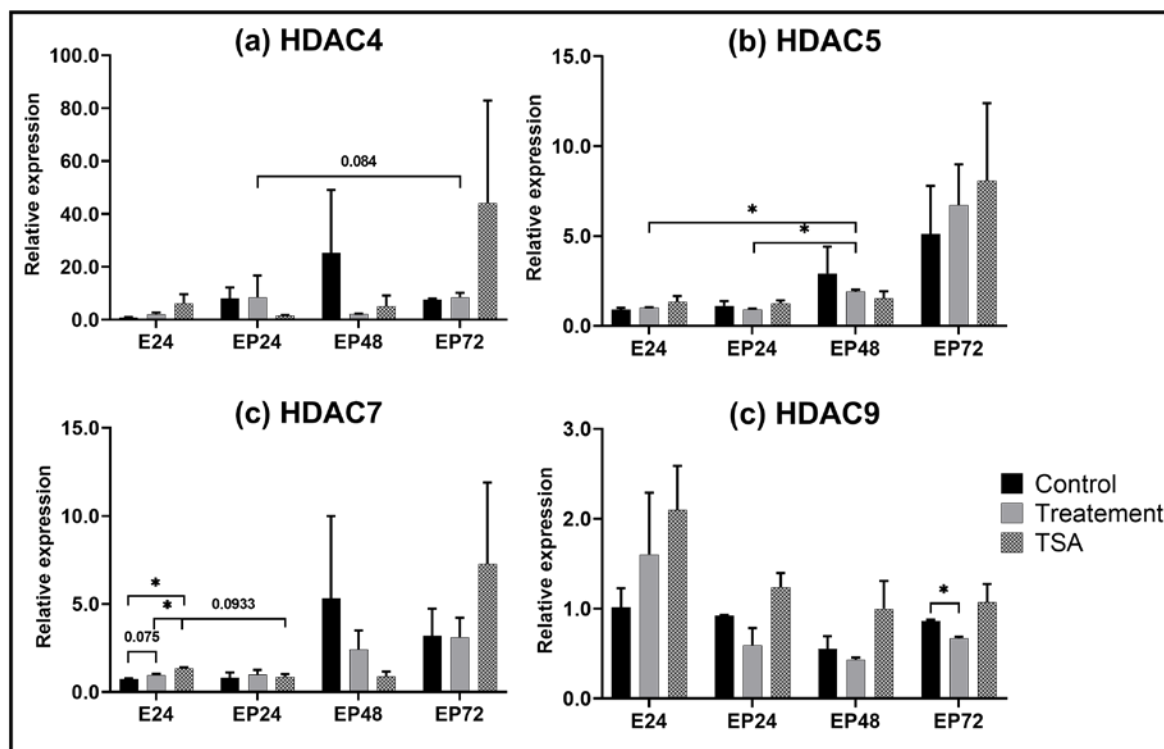 (a) HDAC4
Relative expression
100.0
80.0
60.0
40.0
20.0
0.0
0.084
E24 EP24 EP48 EP72
(b) HDAC5
Relative expression
15.0
10.0
5.0
0.0
*
*
E24 EP24 EP48 EP72
(c) HDAC7
Relative expression
15.0
10.0
5.0
0.0
*
*
0.0933
0.075
E24 EP24 EP48 EP72
(c) HDAC9
Relative expression
3.0
2.0
1.0
0.0
*
E24 EP24 EP48 EP72
Control
Treatement
TSA